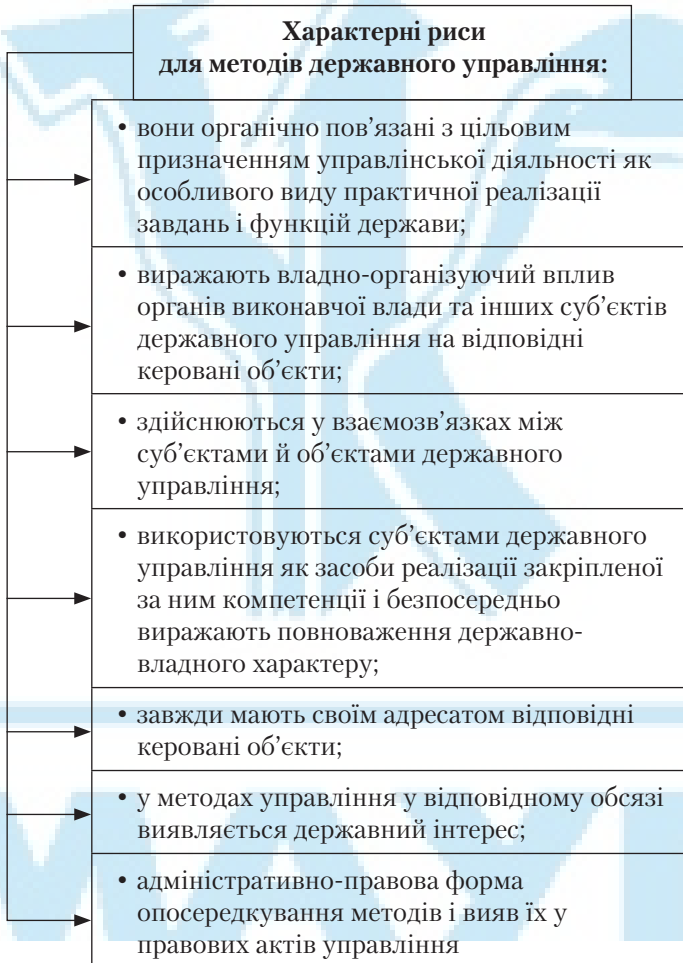 Характерні риси
для методів державного управління:
• вони органічно пов’язані з цільовим
призначенням управлінської діяльності як
особливого виду практичної реалізації
завдань і функцій держави;
• виражають владно-організуючий вплив
органів виконавчої влади та інших суб’єктів
державного управління на відповідні
керовані об’єкти;
• здійснюються у взаємозв’язках між
суб’єктами й об’єктами державного
управління;
• використовуються суб’єктами державного
управління як засоби реалізації закріпленої
за ним компетенції і безпосередньо
виражають повноваження державно-
владного характеру;
• завжди мають своїм адресатом відповідні
керовані об’єкти;
• у методах управління у відповідному обсязі
виявляється державний інтерес;
• адміністративно-правова форма
опосередкування методів і вияв їх у
правових актів управління